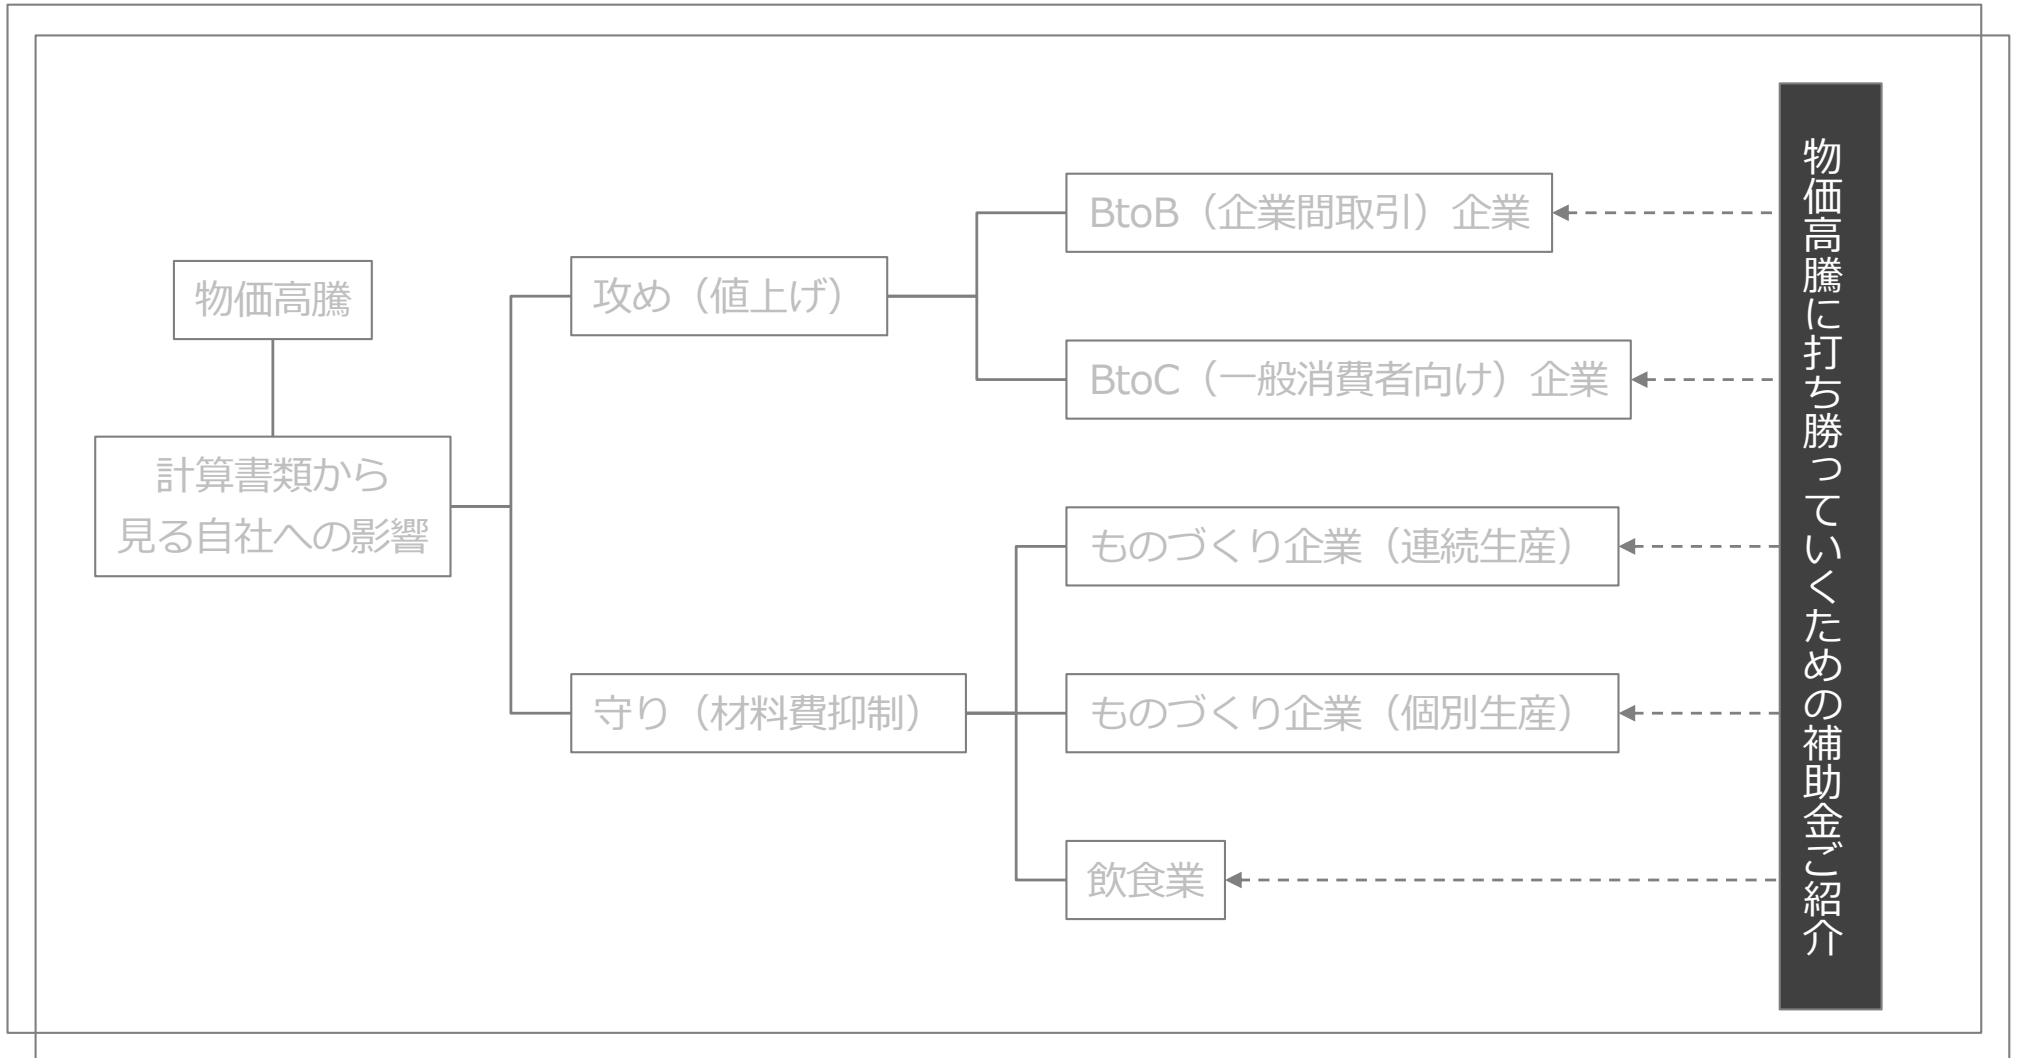 物価高騰
計算書類から
見る自社への影響
攻め（値上げ）
守り（材料費抑制）
BtoB（企業間取引）企業
BtoC（一般消費者向け）企業
ものづくり企業（連続生産）
ものづくり企業（個別生産）
飲食業
物価高騰に打ち勝っていくための補助金ご紹介